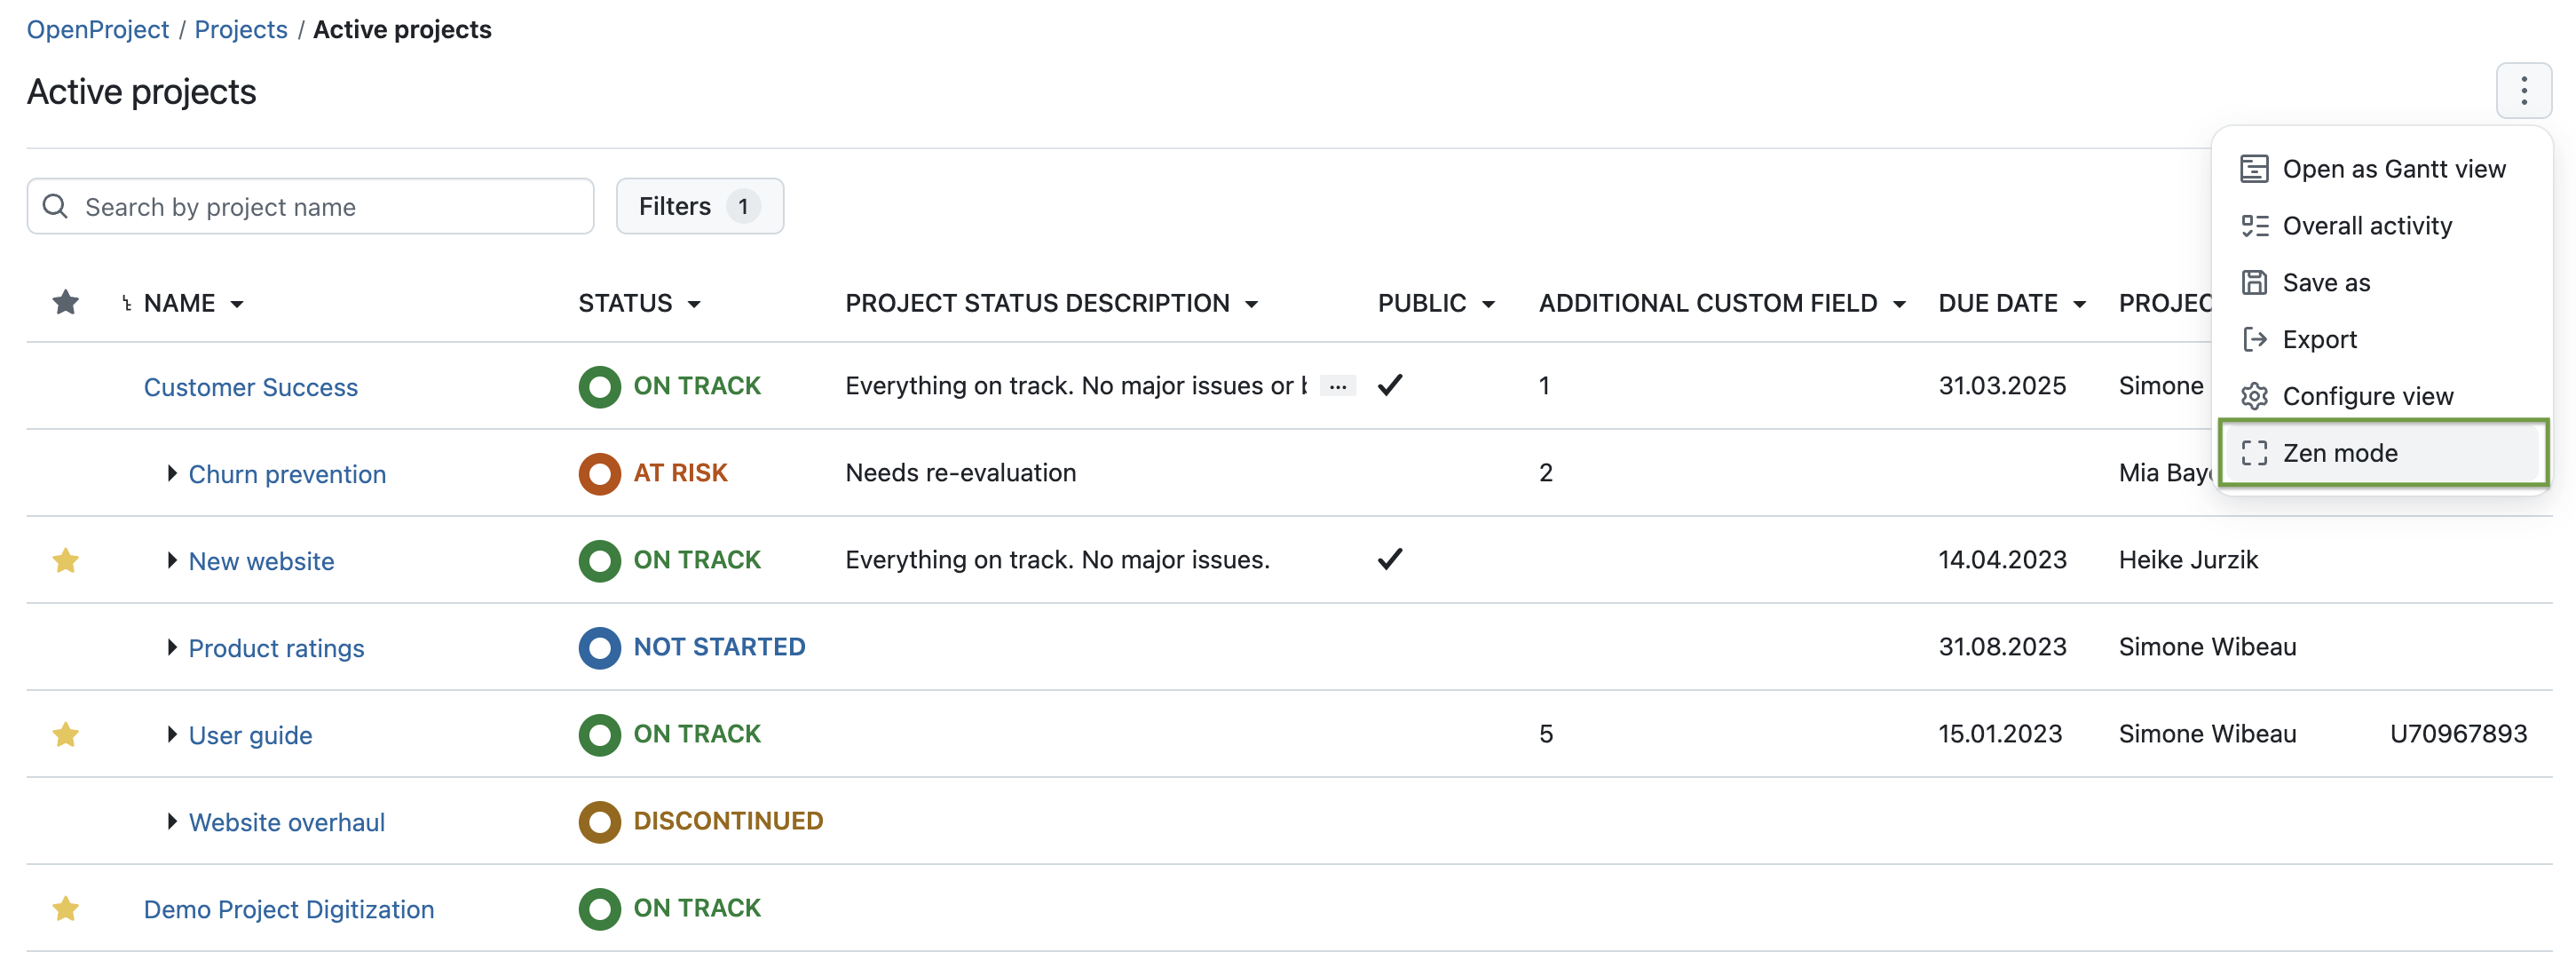 OpenProject / Projects / Active projects
Active projects
Search by project name
Filters 1
NAME STATUS PROJECT STATUS DESCRIPTION PUBLIC ADDITIONAL CUSTOM FIELD DUE DATE PROJEC
Open as Gantt view
Overall activity
Save as
Export
Configure view
Zen mode
Customer Success ON TRACK Everything on track. No major issues or ... 1 31.03.2025 Simone
Churn prevention AT RISK Needs re-evaluation 2 Mia Bay
New website ON TRACK Everything on track. No major issues. 14.04.2023 Heike Jurzik
Product ratings NOT STARTED 31.08.2023 Simone Wibeau
User guide ON TRACK 5 15.01.2023 Simone Wibeau U70967893
Website overhaul DISCONTINUED
Demo Project Digitization ON TRACK